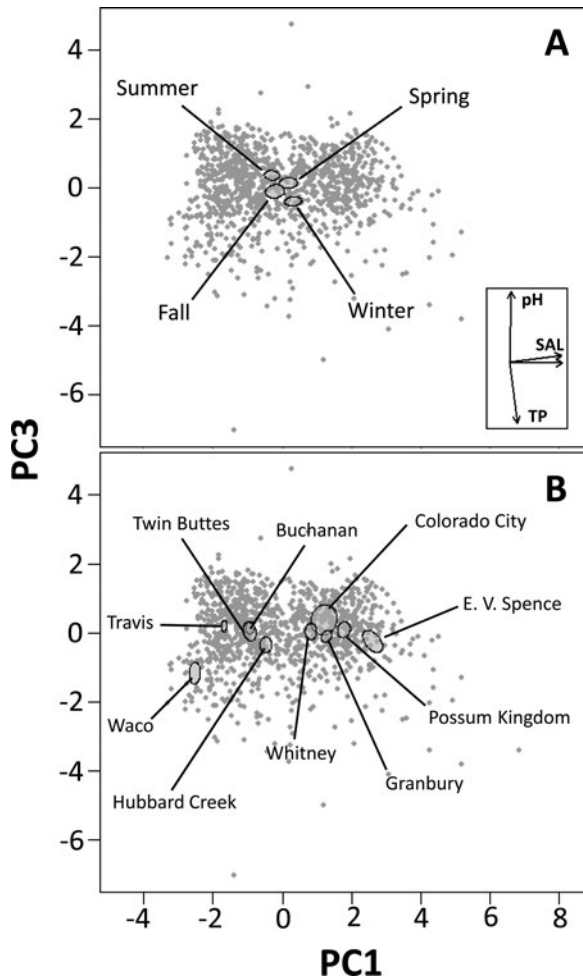 A
4
Summer
Spring
2
0
-2
Fall
Winter
-4
-6
pH
SAL
TP
PC3
B
4
Twin Buttes
Buchanan
Colorado City
2
E. V. Spence
Travis
0
-2
Waco
Whitney
Possum Kingdom
Hubbard Creek
Granbury
-4
-6
-4 -2 0 2 4 6 8
PC1